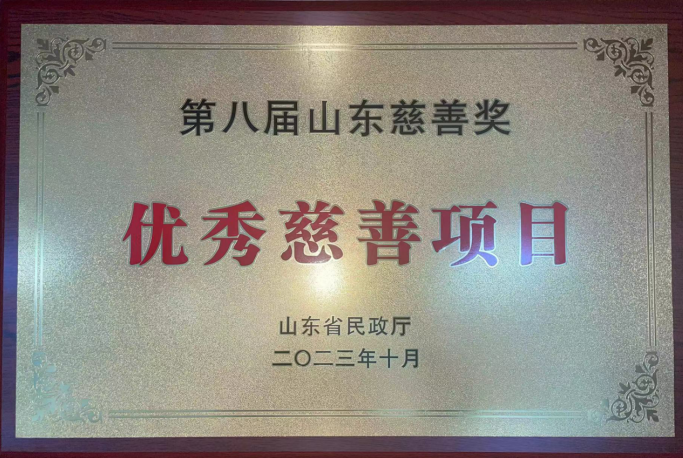 第八届山东慈善奖
优秀慈善项目
山东省民政厅
二〇二三年十月